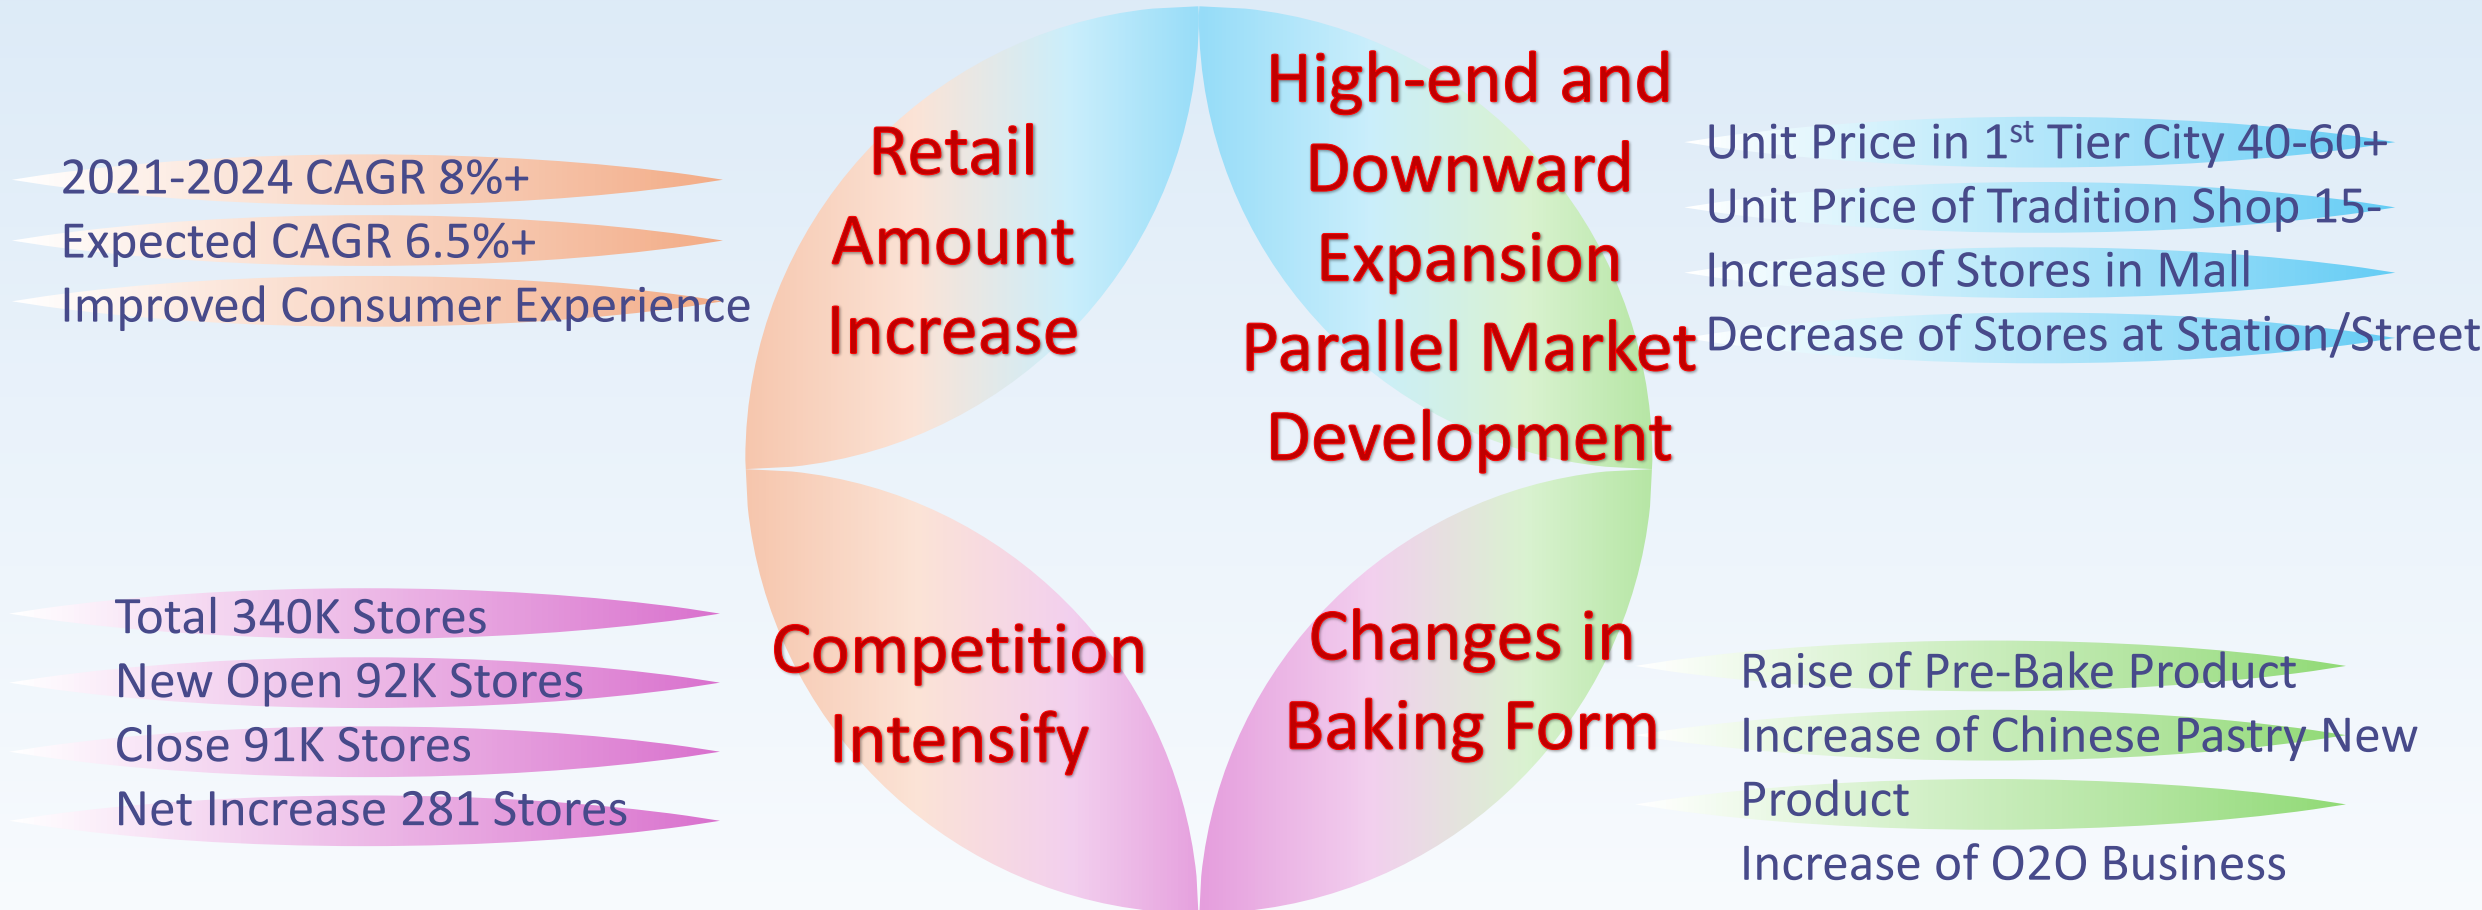 Retail
Amount
Increase
2021-2024 CAGR 8%+
Expected CAGR 6.5%+
Improved Consumer Experience
High-end and
Downward
Expansion
Parallel Market
Development
Unit Price in 1st Tier City 40-60+
Unit Price of Tradition Shop 15-
Increase of Stores in Mall
Decrease of Stores at Station/Street
Competition
Intensify
Total 340K Stores
New Open 92K Stores
Close 91K Stores
Net Increase 281 Stores
Changes in
Baking Form
Raise of Pre-Bake Product
Increase of Chinese Pastry New
Product
Increase of O2O Business